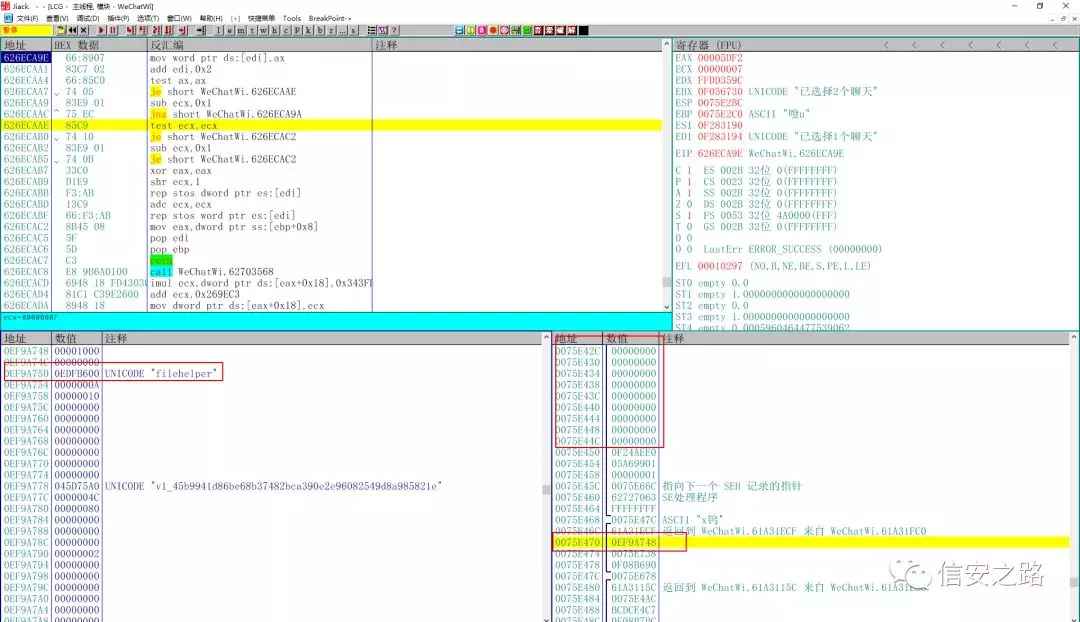 Jiack - - [LCG - 主线程, 模块 - WeChatWi]
文件(F) 查看(V) 调试(D) 插件(P) 选项(T) 窗口(W) 帮助(H) [+] 快捷菜单 Tools BreakPoint->
暂停
l e m t w h c P k b r ... s
地址 HEX 数据 反汇编 注释
626ECA9E 66:8907 mov word ptr ds:[edi],ax
626ECAA1 83C7 02 add edi,0x2
626ECAA4 66:85C0 test ax,ax
626ECAA7 74 05 je short WeChatWi.626ECAAE
626ECAA9 83E9 01 sub ecx,0x1
626ECAAC 75 EC jnz short WeChatWi.626ECA9A
626ECAAE 85C9 test ecx,ecx
626ECAB0 74 10 je short WeChatWi.626ECAC2
626ECAB2 83E9 01 sub ecx,0x1
626ECAB5 74 0B je short WeChatWi.626ECAC2
626ECAB7 33C0 xor eax,eax
626ECAB9 D1E9 shr ecx,1
626ECABB F3:AB rep stos dword ptr es:[edi]
626ECABD 13C9 adc ecx,ecx
626ECABF 66:F3:AB rep stos word ptr es:[edi]
626ECAC2 8B45 08 mov eax,dword ptr ss:[ebp+0x8]
626ECAC5 5F pop edi
626ECAC6 5D pop ebp
626ECAC7 C3 retn
626ECAC8 E8 9B6A0100 call WeChatWi.62703568
626ECACD 6948 18 FD4303 imul ecx,dword ptr ds:[eax+0x18],0x343F
626ECAD4 81C1 C39E2600 add ecx,0x269EC3
626ECADA 8948 18 mov dword ptr ds:[eax+0x18],ecx
ecx=00000007
寄存器 (FPU)
EAX 00005DF2
ECX 00000007
EDX FFDD359C
EBX 0F056730 UNICODE "已选择2个聊天"
ESP 0075E2BC
EBP 0075E2C0 ASCII "噔u"
ESI 0F283190
EDI 0F283194 UNICODE "已选择1个聊天"
EIP 626ECA9E WeChatWi.626ECA9E
C 1 ES 002B 32位 0(FFFFFFFF)
P 1 CS 0023 32位 0(FFFFFFFF)
A 1 SS 002B 32位 0(FFFFFFFF)
Z 0 DS 002B 32位 0(FFFFFFFF)
S 1 FS 0053 32位 4A0000(FFF)
T 0 GS 002B 32位 0(FFFFFFFF)
D 0
O 0 LastErr ERROR_SUCCESS (00000000)
EFL 00010297 (NO,B,NE,BE,S,PE,L,LE)
ST0 empty 0.0
ST1 empty 1.0000000000000000000
ST2 empty 0.0
ST3 empty 1.0000000000000000000
ST4 empty 0.0005960464477539062
地址 数值 注释
0EF9A748 00001000
0EF9A74C 00000000
0EF9A750 0EDFB600 UNICODE "filehelper"
0EF9A754 0000000A
0EF9A758 00000010
0EF9A75C 00000000
0EF9A760 00000000
0EF9A764 00000000
0EF9A768 00000000
0EF9A76C 00000000
0EF9A770 00000000
0EF9A774 00000000
0EF9A778 045D75A0 UNICODE "v1_45b9941d86be68b37482bca390e2e96082549d8a985821e"
0EF9A77C 0000004C
0EF9A780 00000080
0EF9A784 00000000
0EF9A788 00000000
0EF9A78C 00000000
0EF9A790 00000002
0EF9A794 00000000
0EF9A798 00000000
0EF9A79C 00000000
0EF9A7A0 00000000
0EF9A7A4 00000000
0EF9A7A8 00000000
地址 数值 注释
0075E42C 00000000
0075E430 00000000
0075E434 00000000
0075E438 00000000
0075E43C 00000000
0075E440 00000000
0075E444 00000000
0075E448 00000000
0075E44C 00000000
0075E450 0F24AEE0
0075E454 05A69901
0075E458 00000001
0075E45C 0075E66C 指向下一个 SEH 记录的指针
0075E460 62727063 SE处理程序
0075E464 FFFFFFFF
0075E468 0075E47C ASCII "x钨"
0075E46C 61A31ECF 返回到 WeChatWi.61A31ECF 来自 WeChatWi.61A31FC0
0075E470 0EF9A748
0075E474 0075E738
0075E478 0F08B690
0075E47C 0075E678
0075E480 61A3115C 返回到 WeChatWi.61A3115C 来自
0075E484 0075E4AC
0075E488 BCDCE4C7
0075E48C 0F08B7BC
信安之路